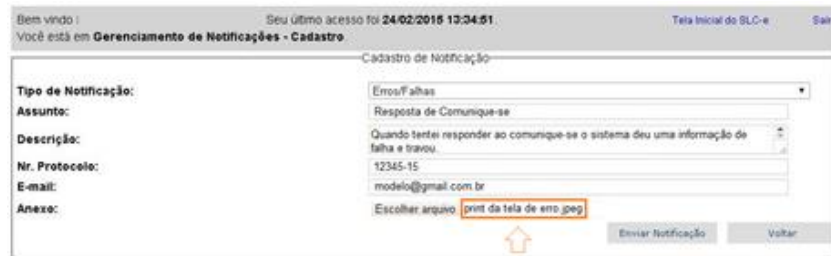 Bem vindo : Seu último acesso foi 24/02/2015 13:34:51 Tela Inicial do SLC-e Sair
Você está em Gerenciamento de Notificações - Cadastro.
Cadastro de Notificação
Tipo de Notificação: Erros/Falhas
Assunto: Resposta de Comunique-se
Descrição: Quando tentei responder ao comunique-se o sistema deu uma informação de
falha e travou.
Nr. Protocolo: 12345-15
E-mail: modelo@gmail.com.br
Anexo: Escolher arquivo print da tela de erro.jpeg
Enviar Notificação Voltar